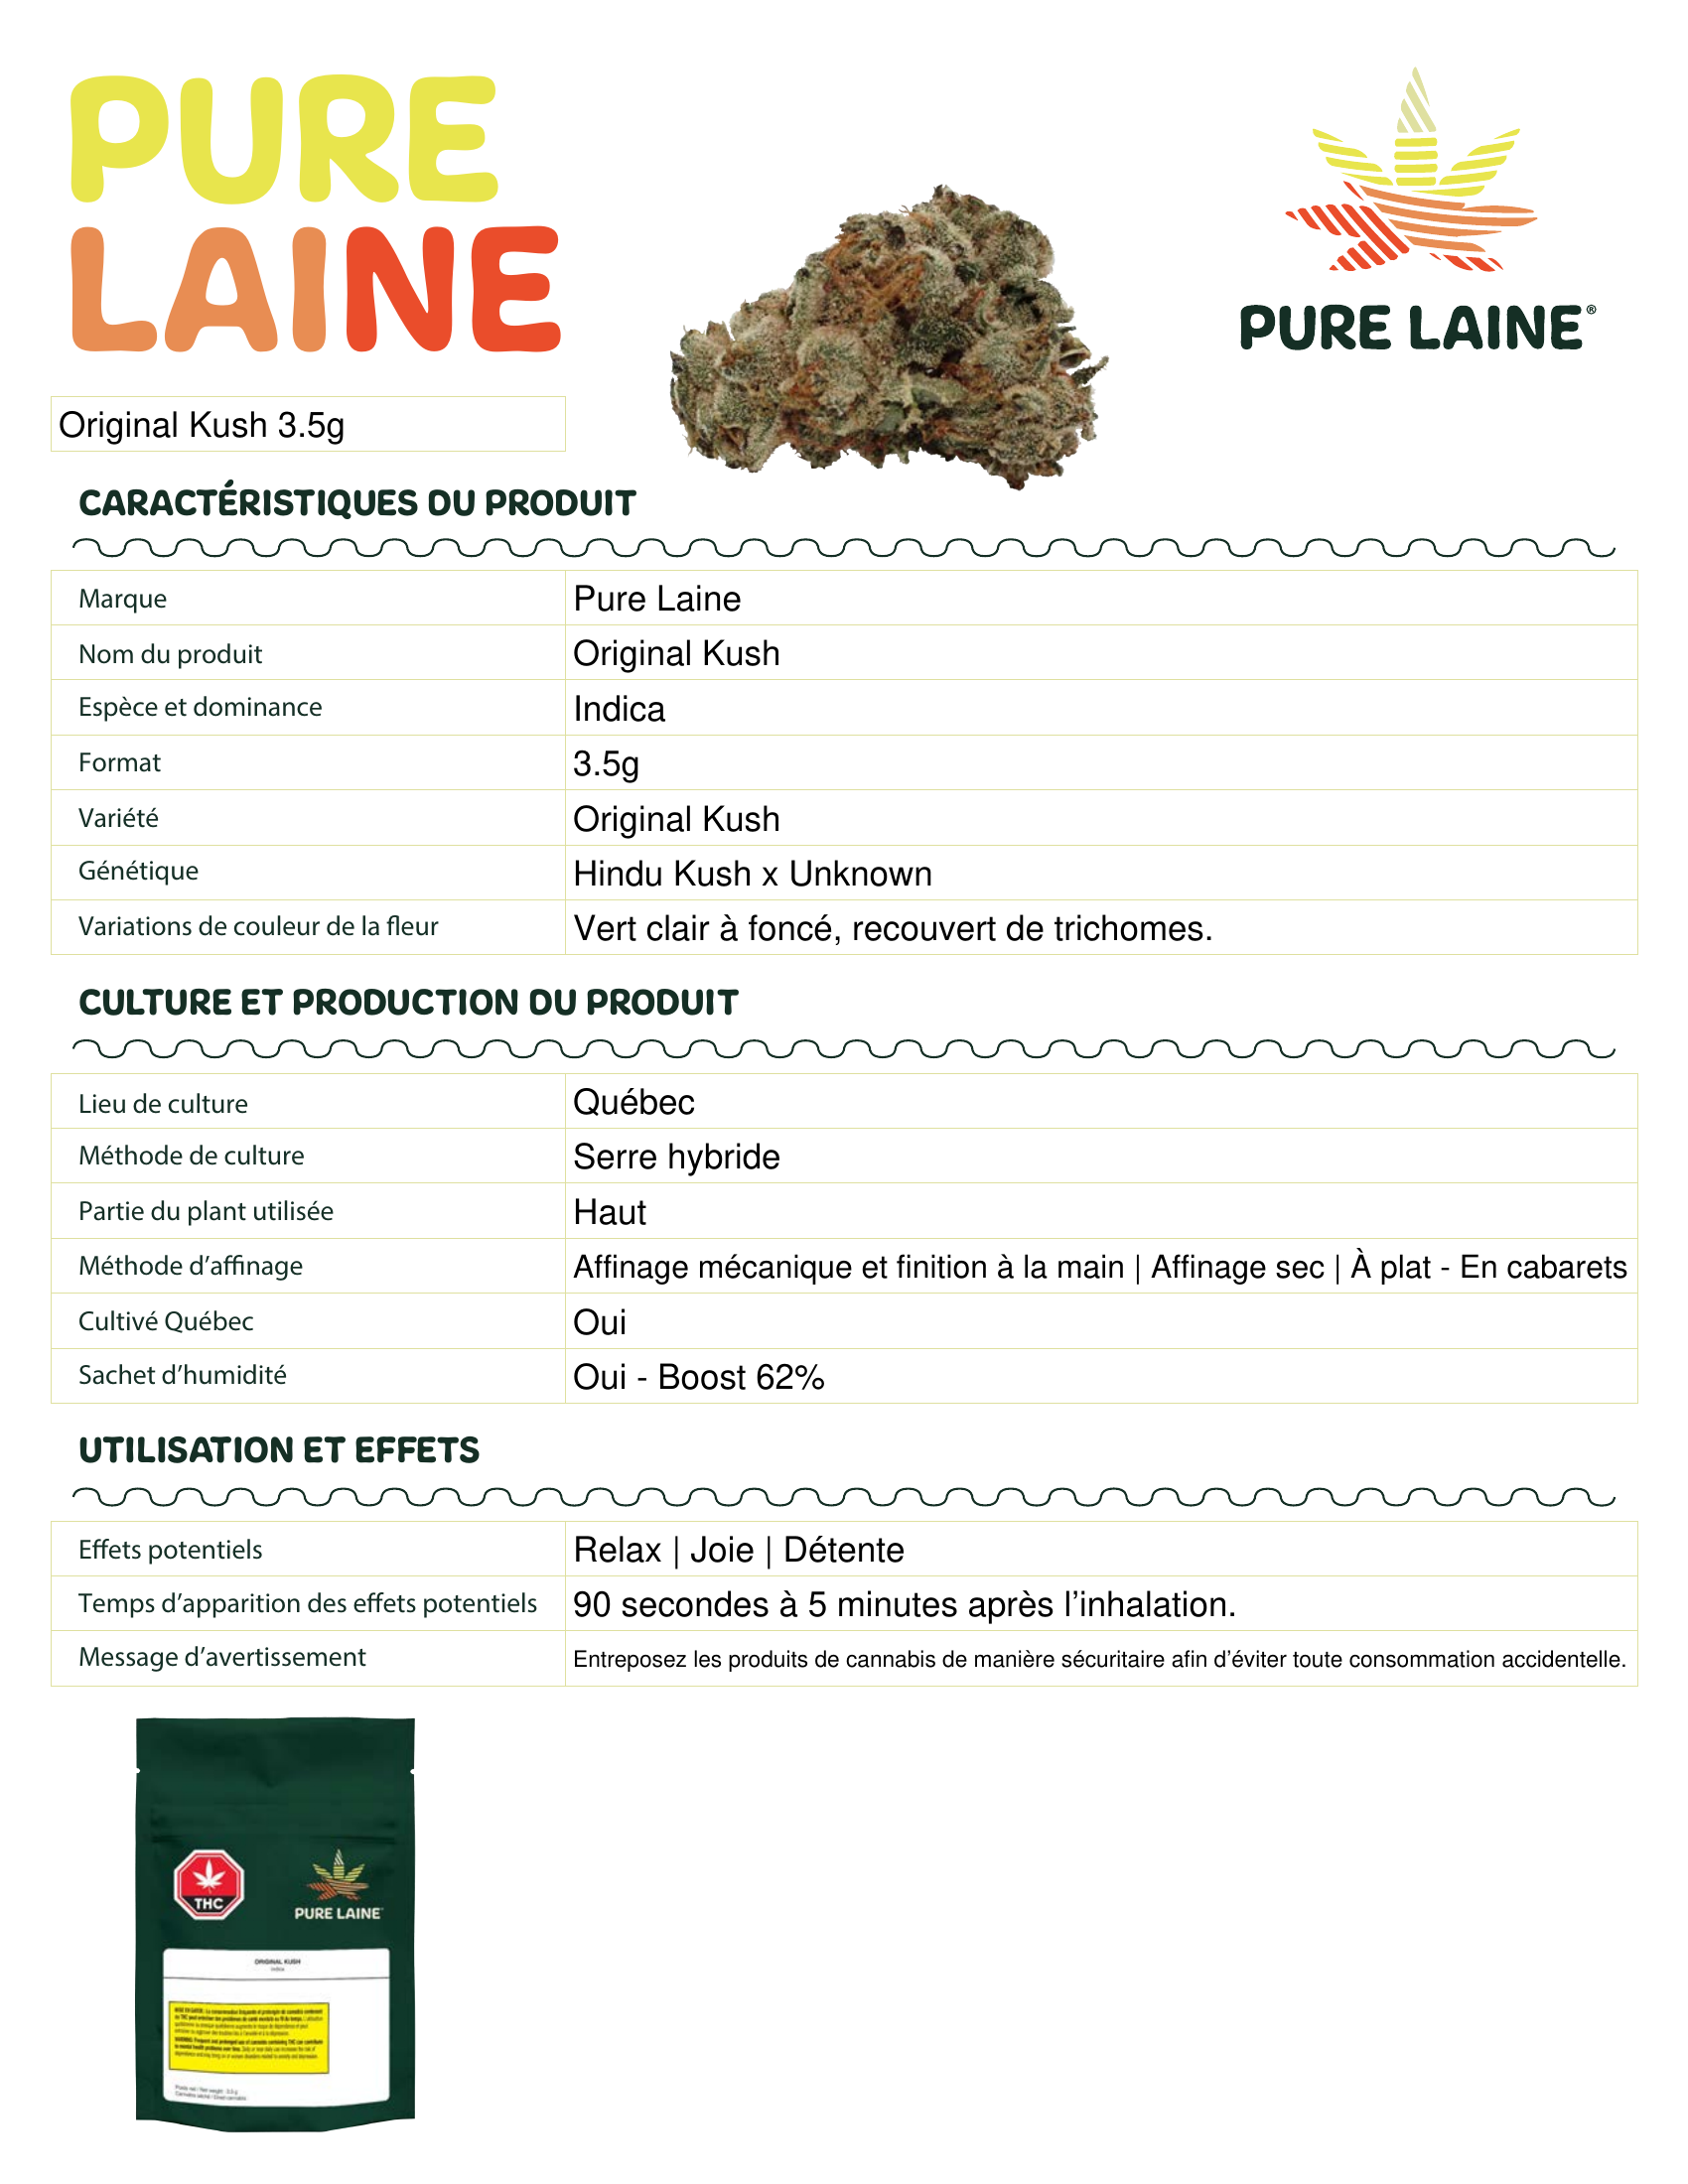 PURE
LAINE
PURE LAINE®
Original Kush 3.5g
CARACTÉRISTIQUES DU PRODUIT
Marque Pure Laine
Nom du produit Original Kush
Espèce et dominance Indica
Format 3.5g
Variété Original Kush
Génétique Hindu Kush x Unknown
Variations de couleur de la fleur Vert clair à foncé, recouvert de trichomes.
CULTURE ET PRODUCTION DU PRODUIT
Lieu de culture Québec
Méthode de culture Serre hybride
Partie du plant utilisée Haut
Méthode d'affinage Affinage mécanique et finition à la main | Affinage sec | À plat - En cabarets
Cultivé Québec Oui
Sachet d'humidité Oui - Boost 62%
UTILISATION ET EFFETS
Effets potentiels Relax | Joie | Détente
Temps d'apparition des effets potentiels 90 secondes à 5 minutes après l'inhalation.
Message d'avertissement Entreposez les produits de cannabis de manière sécuritaire afin d'éviter toute consommation accidentelle.
THC
PURE LAINE
ORIGINAL KUSH
Indica